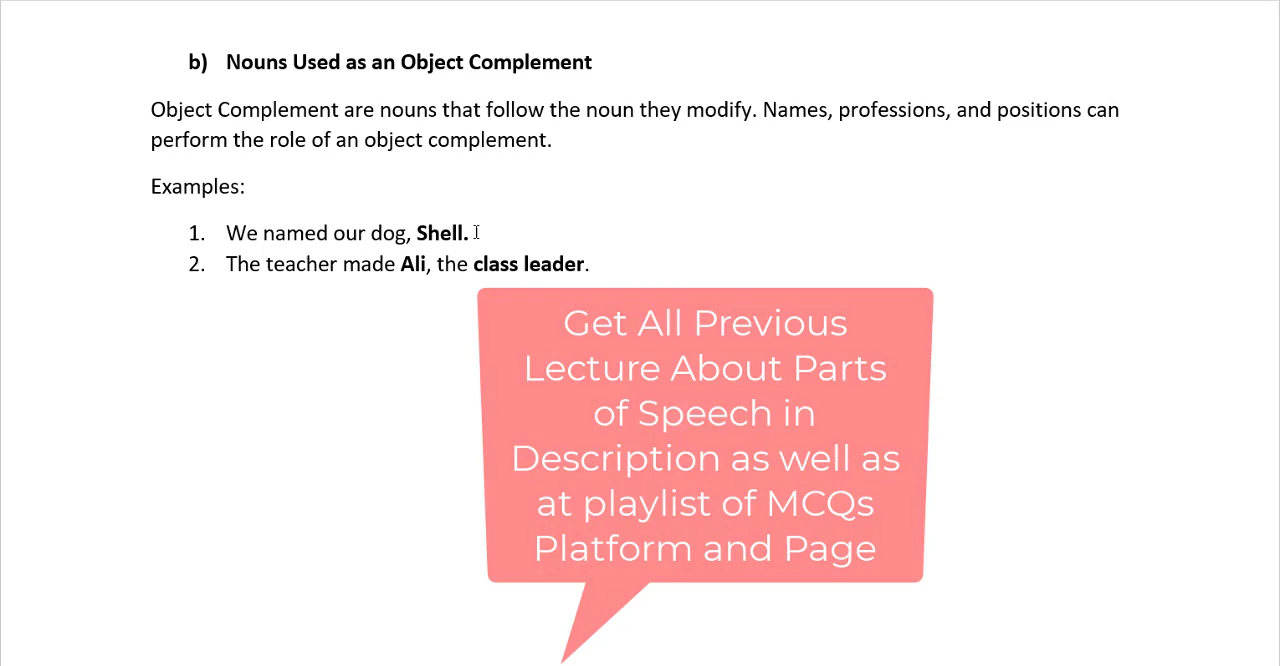 b) Nouns Used as an Object Complement
Object Complement are nouns that follow the noun they modify. Names, professions, and positions can
perform the role of an object complement.
Examples:
1. We named our dog, Shell.
2. The teacher made Ali, the class leader.
Get All Previous
Lecture About Parts
of Speech in
Description as well as
at playlist of MCQs
Platform and Page